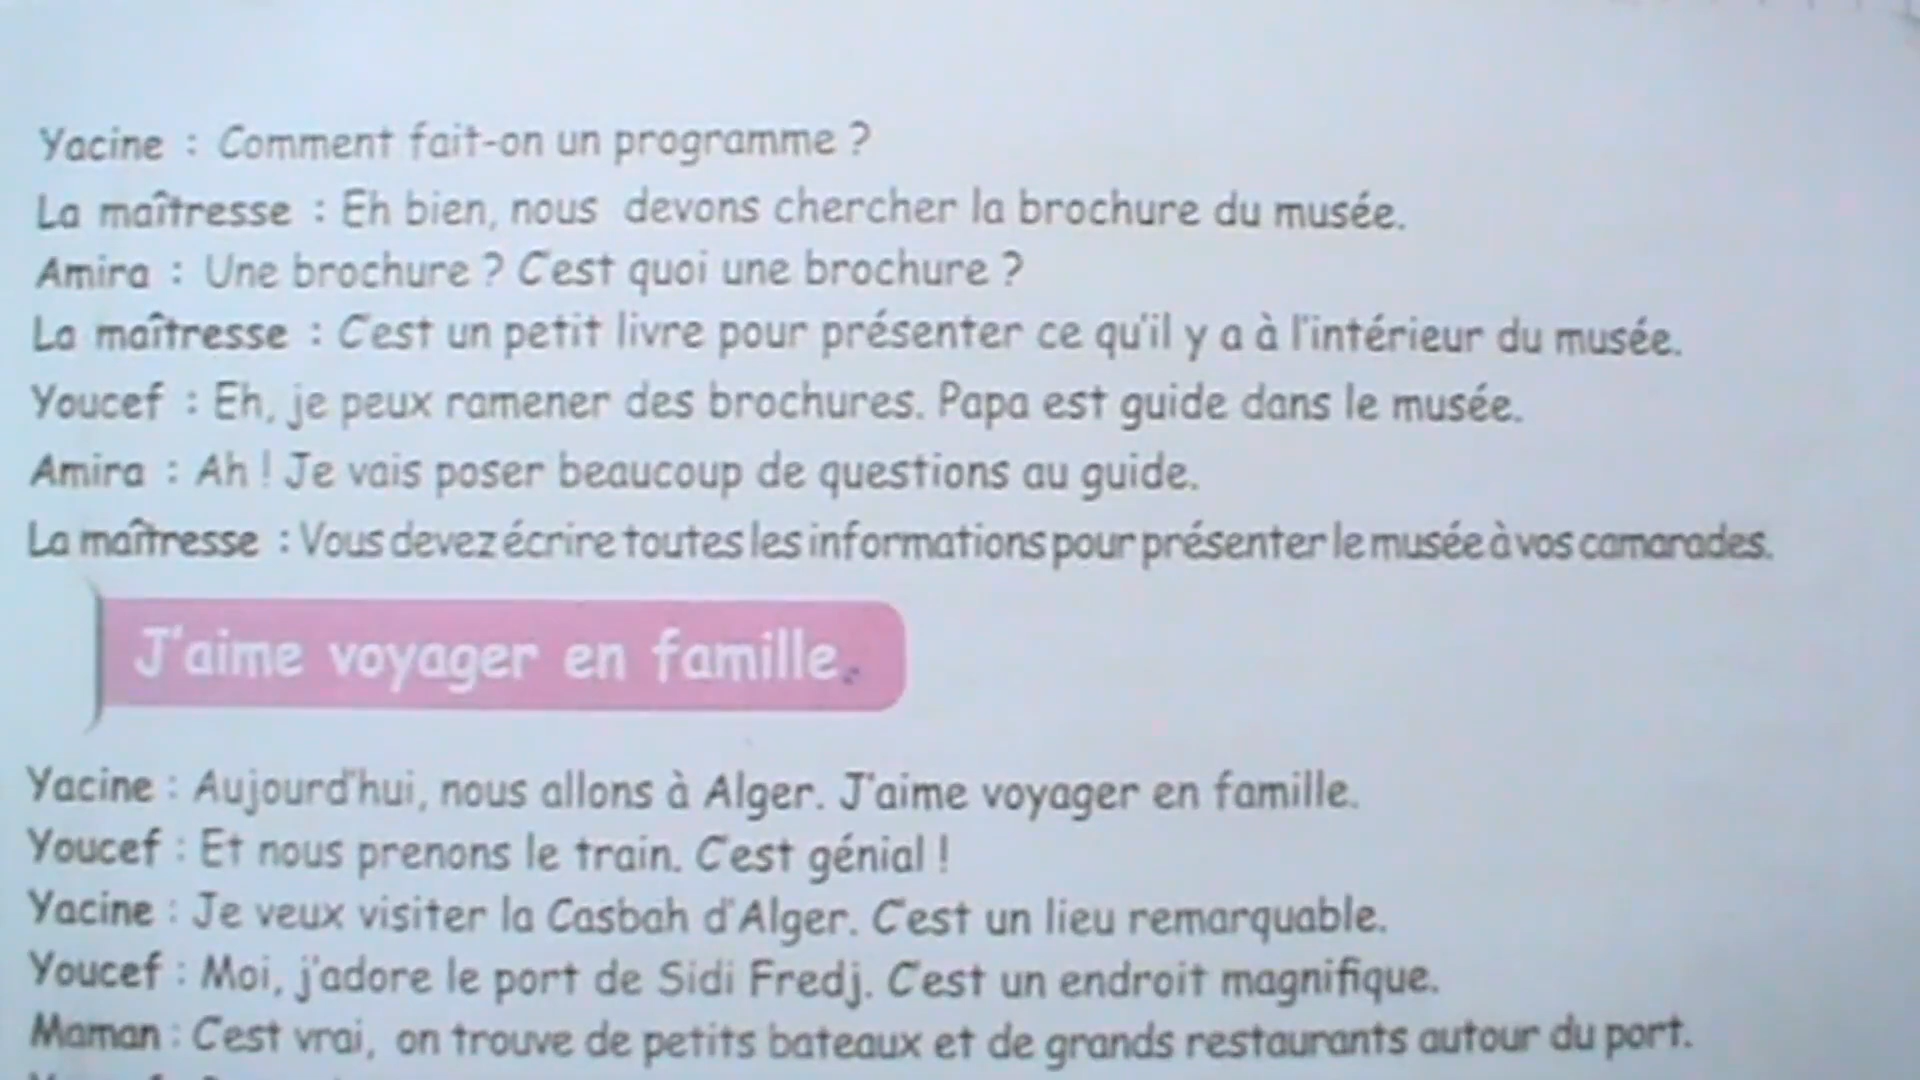 Yacine : Comment fait-on un programme ?
La maîtresse : Eh bien, nous devons chercher la brochure du musée.
Amira : Une brochure ? C'est quoi une brochure ?
La maîtresse : C'est un petit livre pour présenter ce qu'il y a à l'intérieur du musée.
Youcef : Eh, je peux ramener des brochures. Papa est guide dans le musée.
Amira : Ah ! Je vais poser beaucoup de questions au guide.
La maîtresse : Vous devez écrire toutes les informations pour présenter le musée à vos camarades.
J'aime voyager en famille.
Yacine : Aujourd'hui, nous allons à Alger. J'aime voyager en famille.
Youcef : Et nous prenons le train. C'est génial !
Yacine : Je veux visiter la Casbah d'Alger. C'est un lieu remarquable.
Youcef : Moi, j'adore le port de Sidi Fredj. C'est un endroit magnifique.
Maman : C'est vrai, on trouve de petits bateaux et de grands restaurants autour du port.